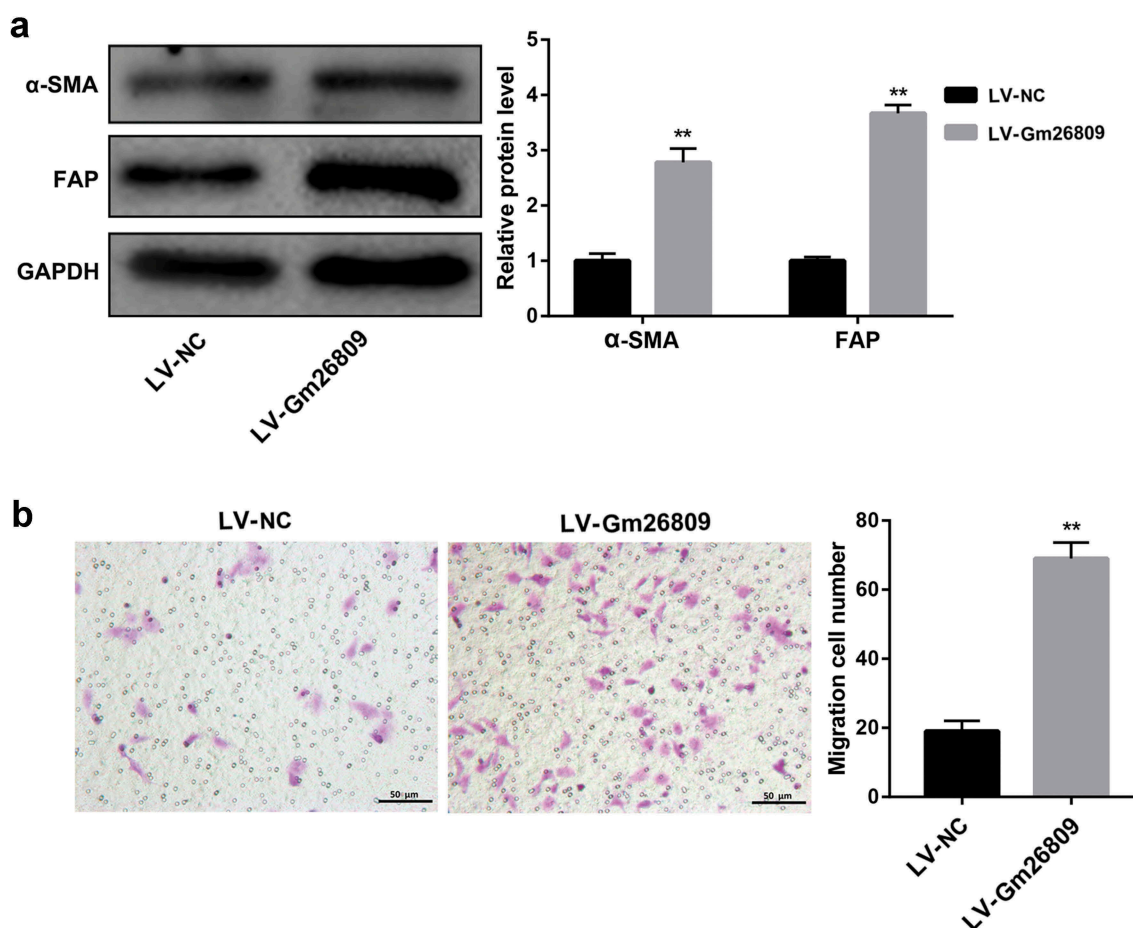 a
α-SMA
FAP
GAPDH
LV-NC
LV-Gm26809
Relative protein level
5
4
3
2
1
0
**
**
α-SMA
FAP
LV-NC
LV-Gm26809
b
LV-NC
LV-Gm26809
50 μm
50 μm
Migration cell number
80
60
40
20
0
**
LV-NC
LV-Gm26809